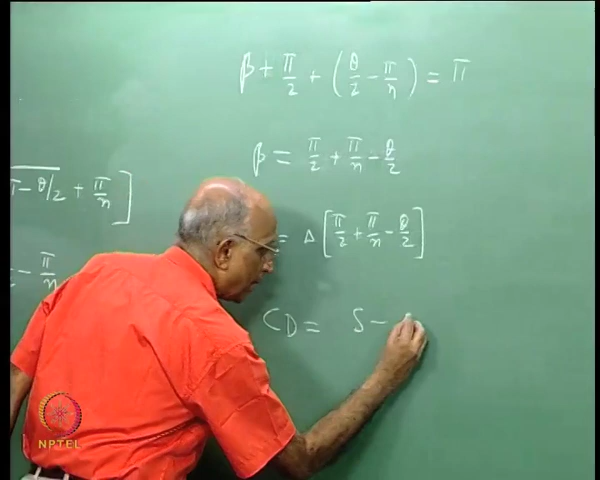 β + π/2 + (θ/2 − π/n) = π
β = π/2 + π/n − θ/2
π − θ/2 + π/n ]
= Δ [ π/2 + π/n − θ/2 ]
− π/n
CD = S −
NPTEL